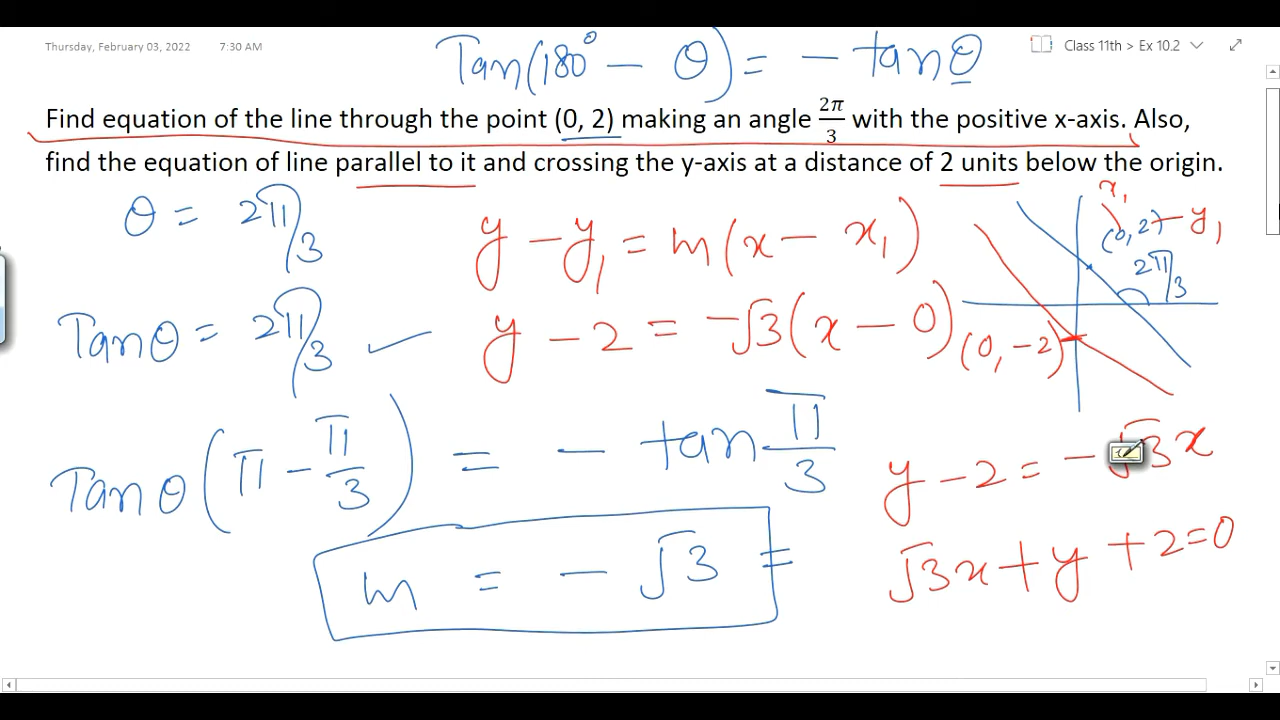 Thursday, February 03, 2022 7:30 AM
Class 11th > Ex 10.2
Tan(180° − θ) = − tanθ
Find equation of the line through the point (0, 2) making an angle 2π/3 with the positive x-axis. Also,
find the equation of line parallel to it and crossing the y-axis at a distance of 2 units below the origin.
θ = 2π/3
Tanθ = 2π/3
Tanθ(π − π/3) = − tan π/3
m = − √3 =
y − y₁ = m(x − x₁)
y − 2 = −√3(x − 0)
x₁
(0, 2) − y₁
2π/3
(0, −2)
y − 2 = − √3x
√3x + y + 2 = 0